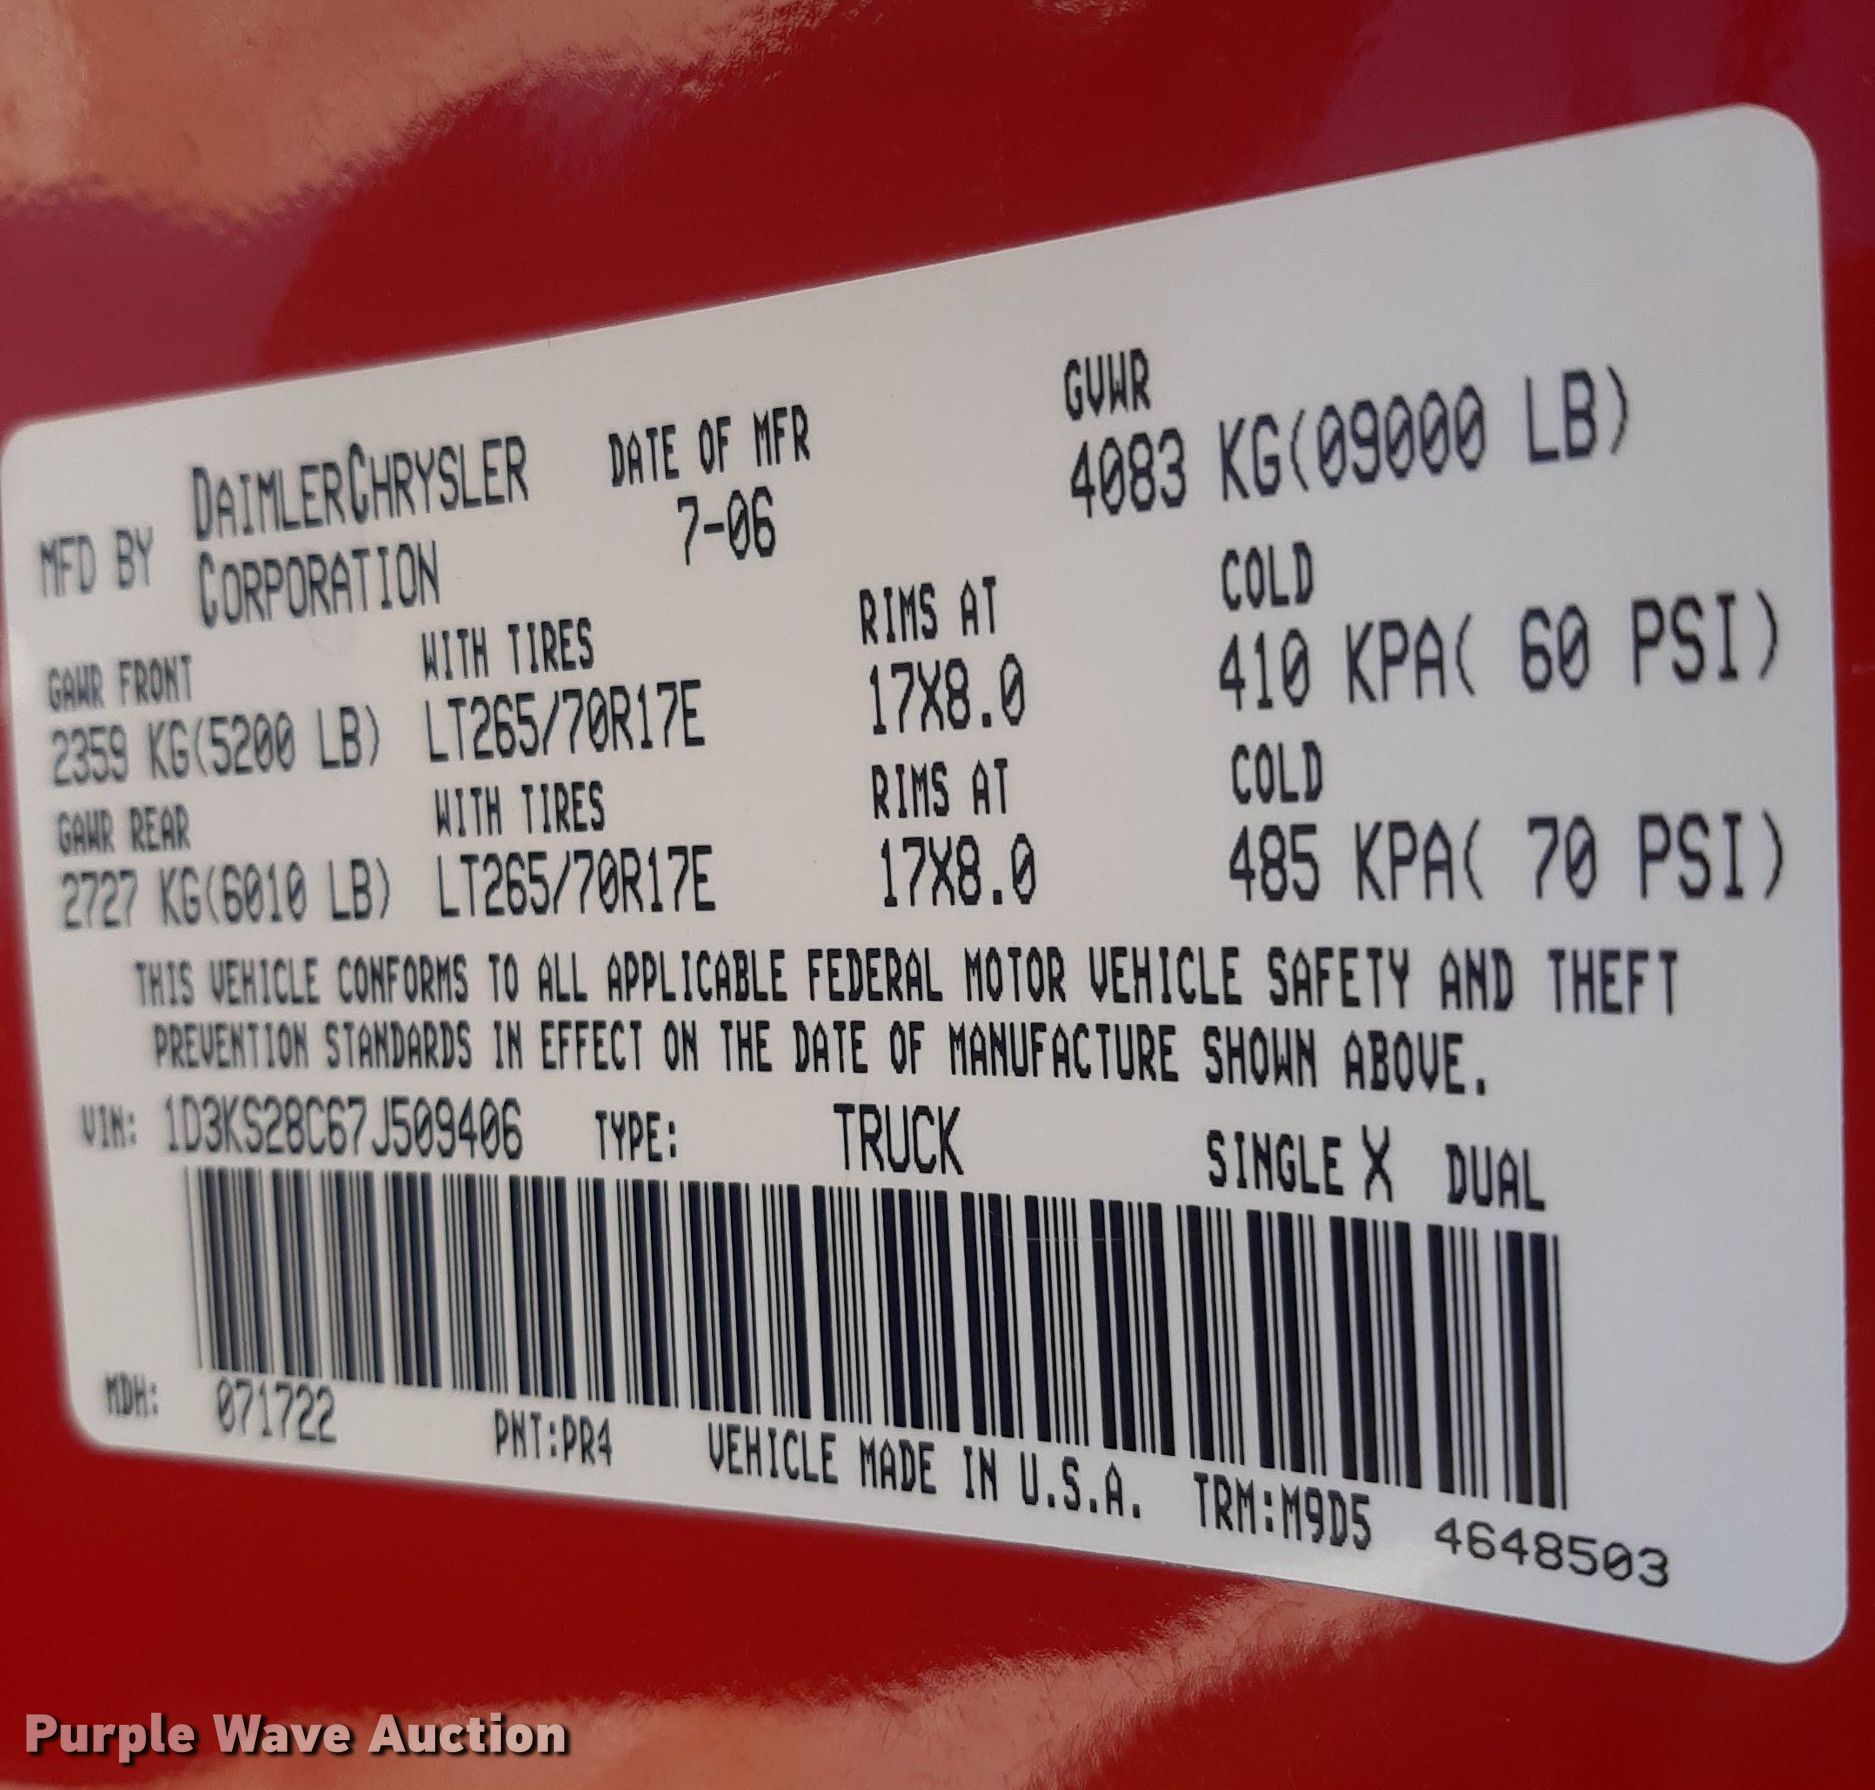 MFD BY DAIMLERCHRYSLER CORPORATION
DATE OF MFR
7-06
GVWR
4083 KG(09000 LB)
GAWR FRONT WITH TIRES RIMS AT COLD
2359 KG(5200 LB) LT265/70R17E 17X8.0 410 KPA( 60 PSI)
GAWR REAR WITH TIRES RIMS AT COLD
2727 KG(6010 LB) LT265/70R17E 17X8.0 485 KPA( 70 PSI)
THIS VEHICLE CONFORMS TO ALL APPLICABLE FEDERAL MOTOR VEHICLE SAFETY AND THEFT
PREVENTION STANDARDS IN EFFECT ON THE DATE OF MANUFACTURE SHOWN ABOVE.
VIN: 1D3KS28C67J509406 TYPE: TRUCK SINGLE X DUAL
MDH: 071722 PNT:PR4 VEHICLE MADE IN U.S.A. TRM:M9D5 4648503
Purple Wave Auction